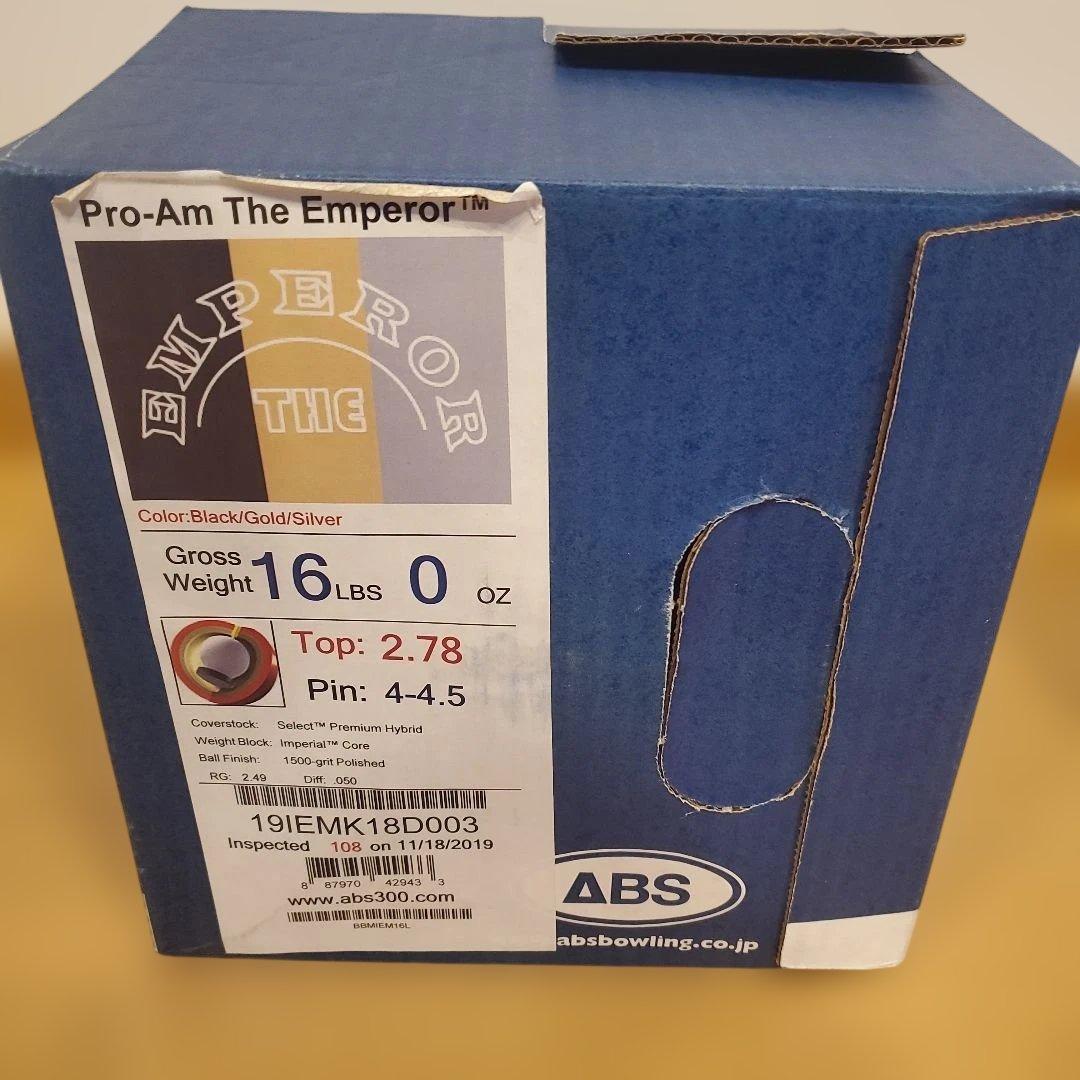 Pro-Am The Emperor™
EMPEROR
THE
Color:Black/Gold/Silver
Gross Weight 16 LBS 0 OZ
Top: 2.78
Pin: 4-4.5
Coverstock: Select™ Premium Hybrid
Weight Block: Imperial™ Core
Ball Finish: 1500-grit Polished
RG: 2.49 Diff: .050
19IEMK18D003
Inspected 108 on 11/18/2019
8 87970 42943 3
www.abs300.com
BBMIEM16L
ABS
absbowling.co.jp